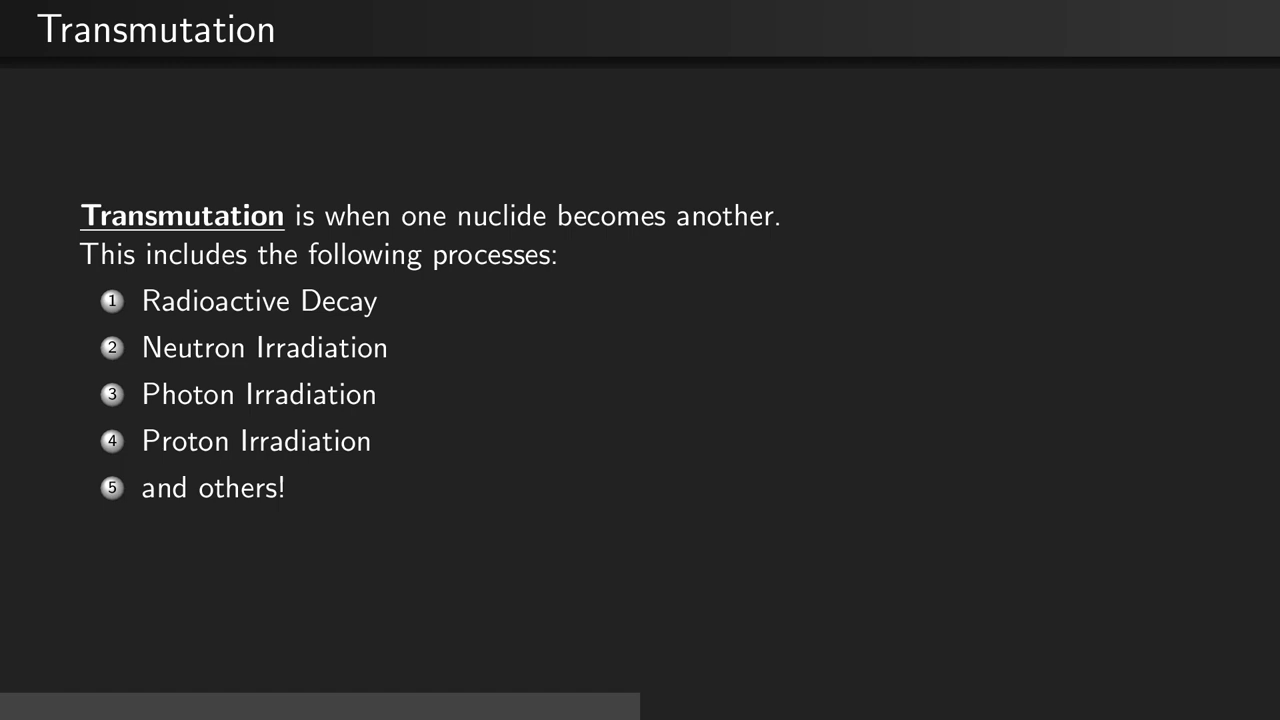 Transmutation
Transmutation is when one nuclide becomes another.
This includes the following processes:
1 Radioactive Decay
2 Neutron Irradiation
3 Photon Irradiation
4 Proton Irradiation
5 and others!